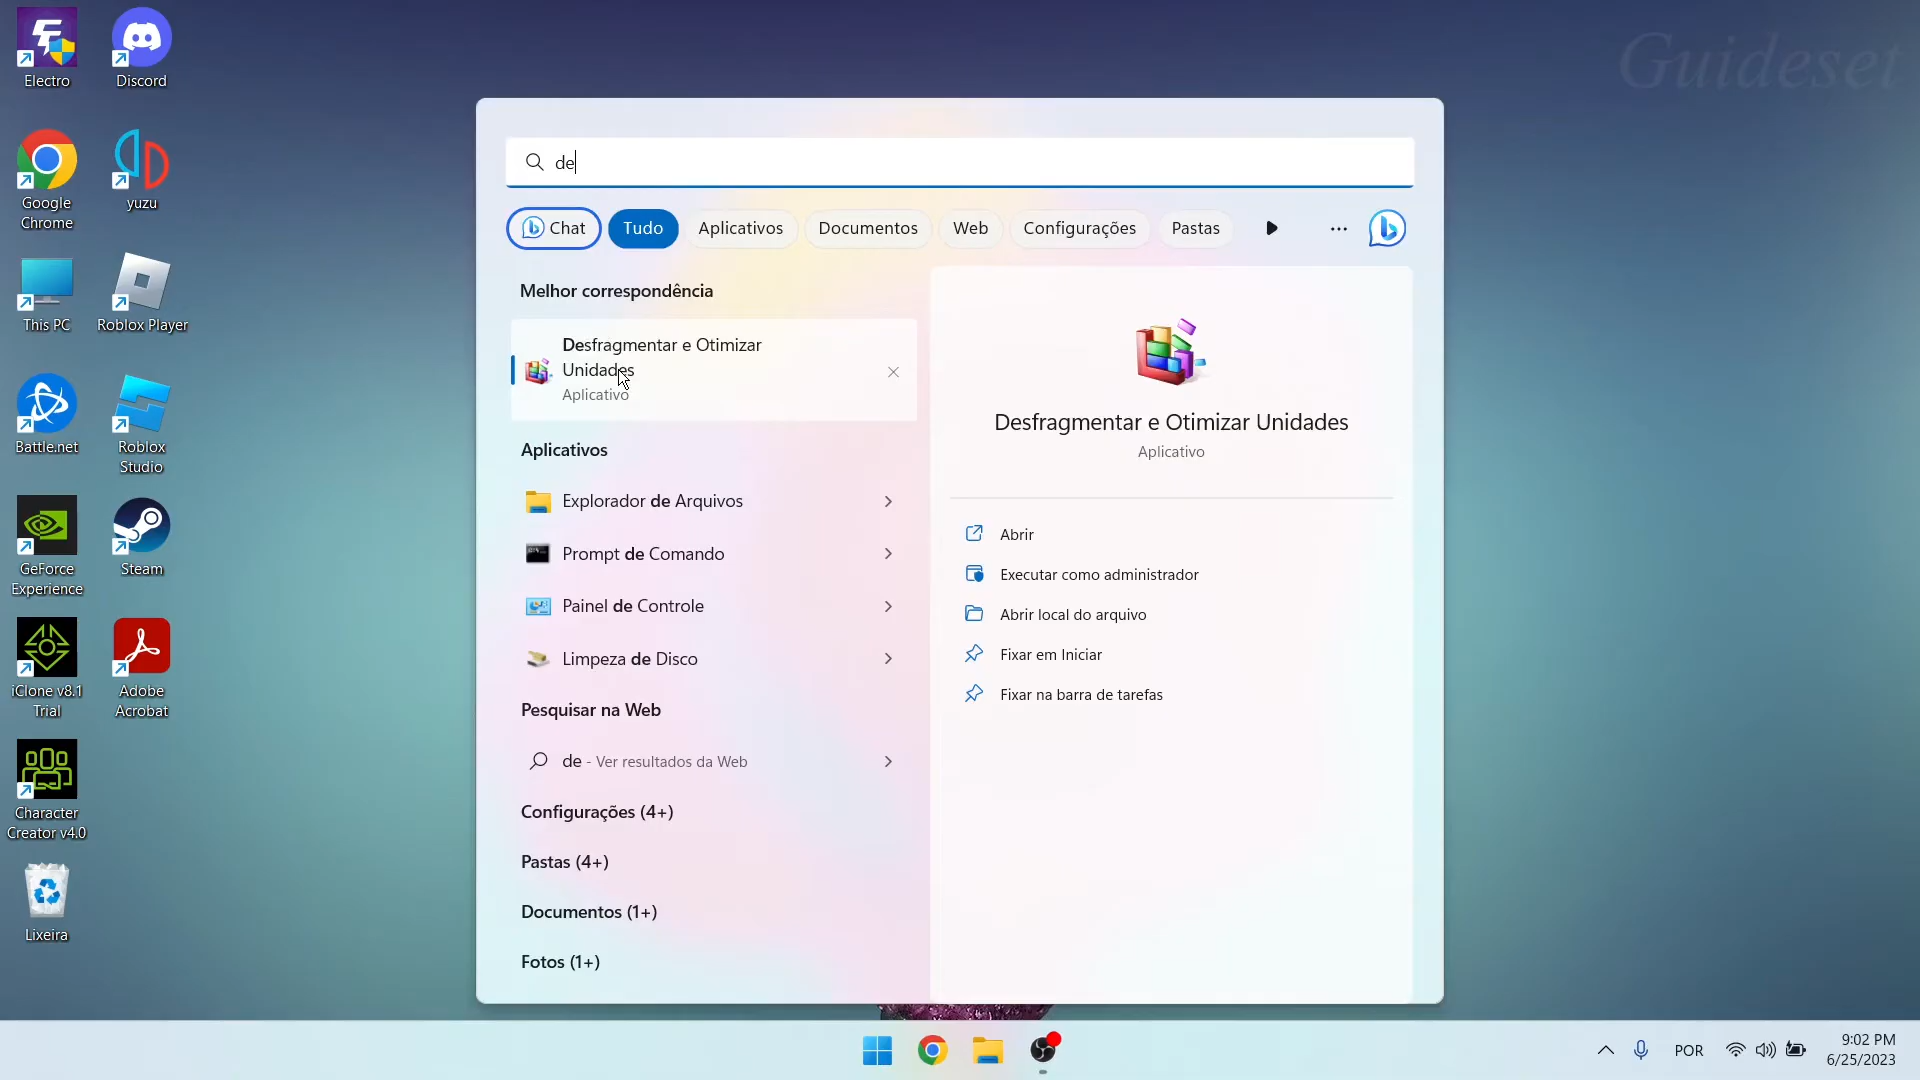 Electro
Discord
Guideset
Google
Chrome
yuzu
This PC
Roblox Player
Battle.net
Roblox
Studio
GeForce
Experience
Steam
iClone v8.1
Trial
Adobe
Acrobat
Character
Creator v4.0
Lixeira
de
Chat
Tudo
Aplicativos
Documentos
Web
Configurações
Pastas
Melhor correspondência
Desfragmentar e Otimizar
Unidades
Aplicativo
Aplicativos
Explorador de Arquivos
Prompt de Comando
Painel de Controle
Limpeza de Disco
Pesquisar na Web
de - Ver resultados da Web
Configurações (4+)
Pastas (4+)
Documentos (1+)
Fotos (1+)
Desfragmentar e Otimizar Unidades
Aplicativo
Abrir
Executar como administrador
Abrir local do arquivo
Fixar em Iniciar
Fixar na barra de tarefas
POR
9:02 PM
6/25/2023